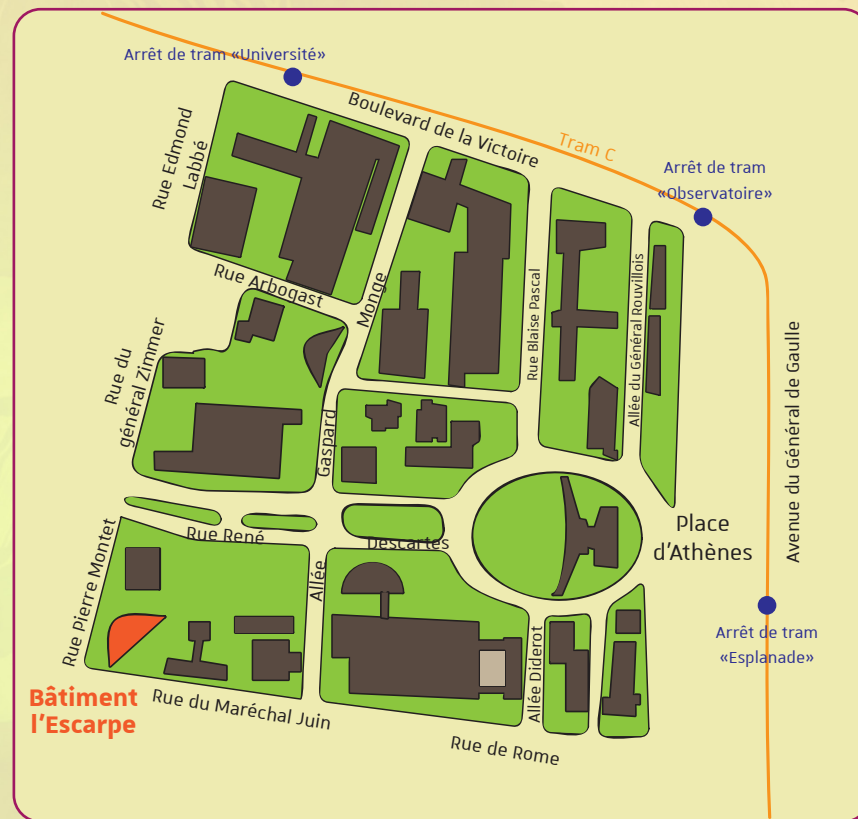 Arrêt de tram «Université»
Boulevard de la Victoire
Tram C
Arrêt de tram
«Observatoire»
Rue Edmond
Labbé
Rue Arbogast
Monge
Rue Blaise Pascal
Allée du Général Rouvillois
Avenue du Général de Gaulle
Rue du
général Zimmer
Gaspard
Place
d'Athènes
Rue René
Descartes
Allée
Rue Pierre Montet
Arrêt de tram
«Esplanade»
Allée Diderot
Bâtiment
l'Escarpe
Rue du Maréchal Juin
Rue de Rome